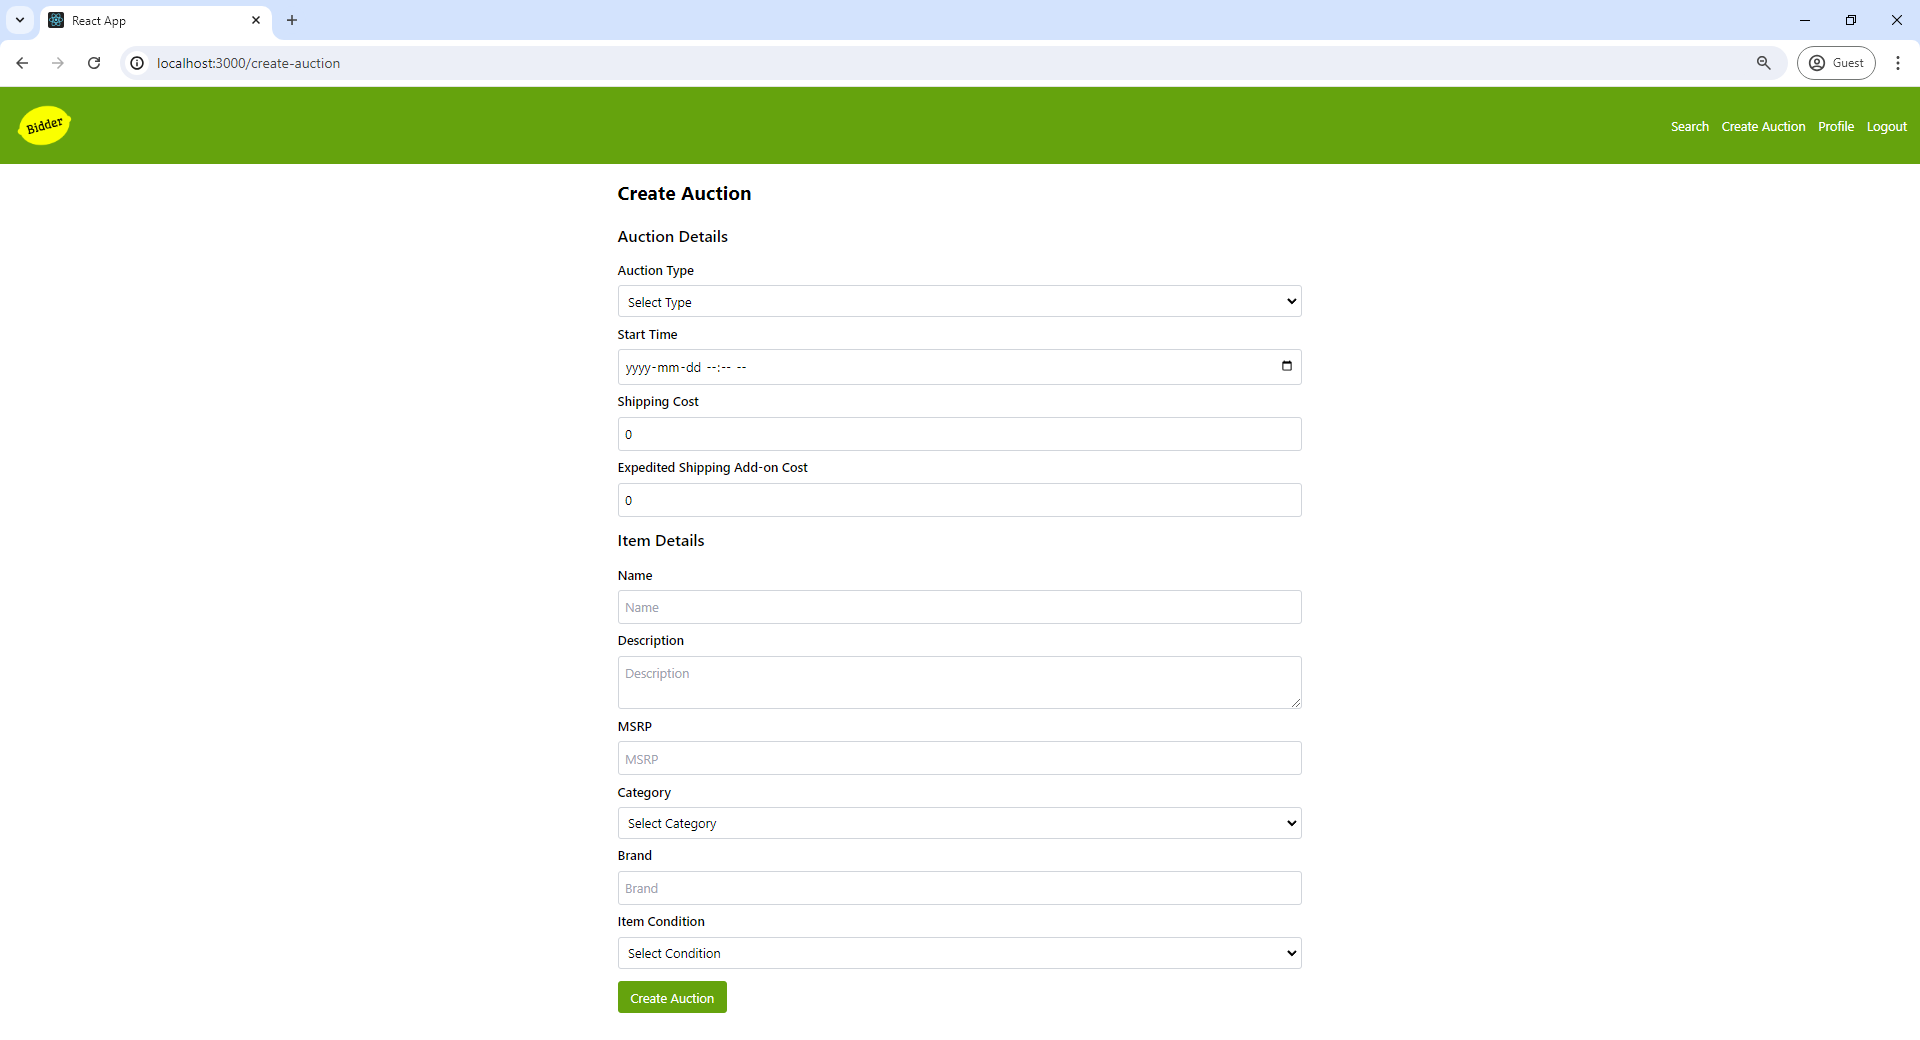 React App
localhost:3000/create-auction
Guest
Bidder
Search Create Auction Profile Logout
Create Auction
Auction Details
Auction Type
Select Type
Start Time
yyyy-mm-dd --:-- --
Shipping Cost
0
Expedited Shipping Add-on Cost
0
Item Details
Name
Name
Description
Description
MSRP
MSRP
Category
Select Category
Brand
Brand
Item Condition
Select Condition
Create Auction